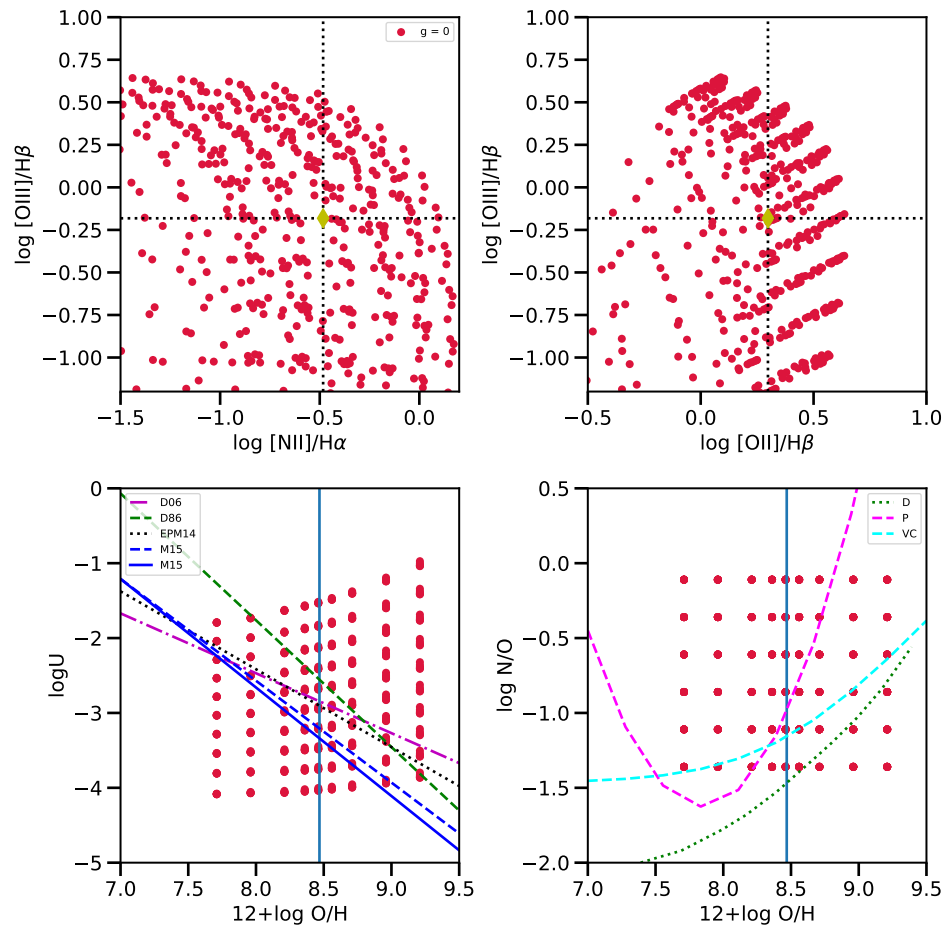 1.00
0.75
0.50
0.25
0.00
−0.25
−0.50
−0.75
−1.00
log [OIII]/Hβ
−1.5
−1.0
−0.5
0.0
log [NII]/Hα
g = 0
1.00
0.75
0.50
0.25
0.00
−0.25
−0.50
−0.75
−1.00
log [OIII]/Hβ
−0.5
0.0
0.5
1.0
log [OII]/Hβ
0
−1
−2
−3
−4
−5
logU
7.0
7.5
8.0
8.5
9.0
9.5
12+log O/H
D06
D86
EPM14
M15
M15
0.5
0.0
−0.5
−1.0
−1.5
−2.0
log N/O
7.0
7.5
8.0
8.5
9.0
9.5
12+log O/H
D
P
VC